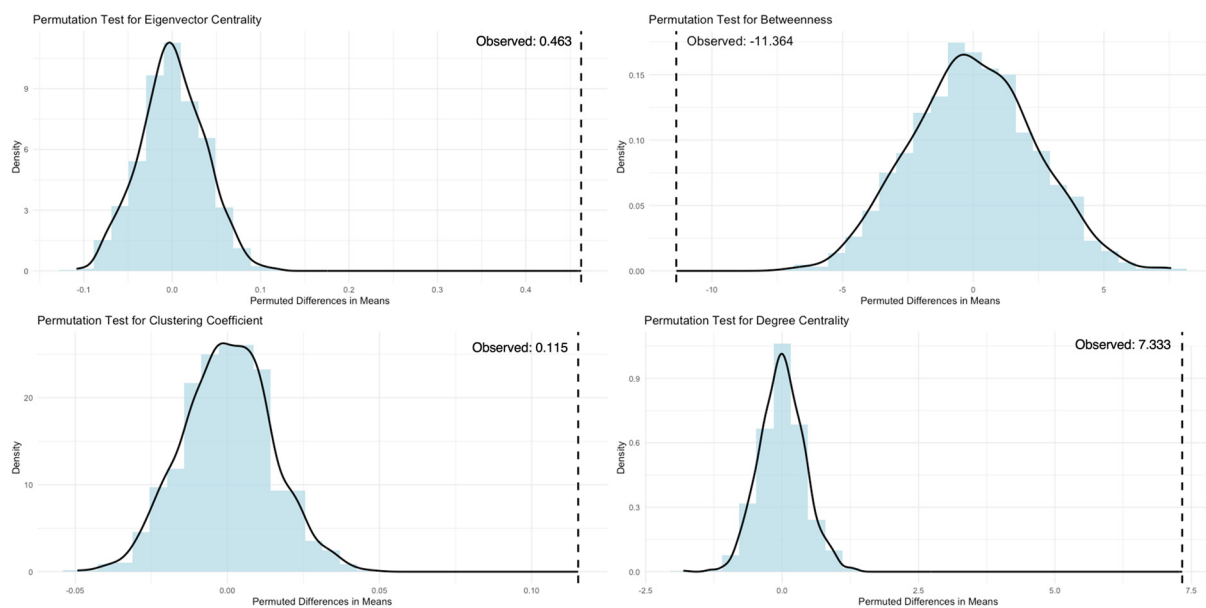 Permutation Test for Eigenvector Centrality
Observed: 0.463
Density
9
6
3
0
-0.1
0.0
0.1
0.2
0.3
0.4
Permuted Differences in Means
Permutation Test for Betweenness
Observed: -11.364
Density
0.15
0.10
0.05
0.00
-10
-5
0
5
Permuted Differences in Means
Permutation Test for Clustering Coefficient
Observed: 0.115
Density
20
10
0
-0.05
0.00
0.05
0.10
Permuted Differences in Means
Permutation Test for Degree Centrality
Observed: 7.333
Density
0.9
0.6
0.3
0.0
-2.5
0.0
2.5
5.0
7.5
Permuted Differences in Means